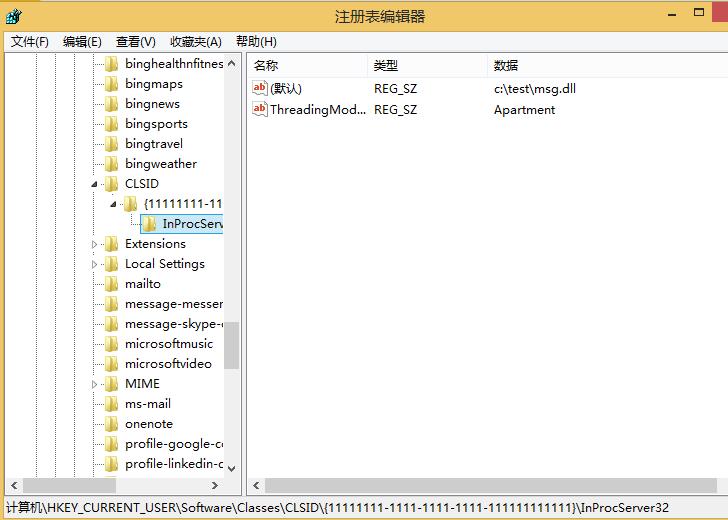 注册表编辑器
文件(F) 编辑(E) 查看(V) 收藏夹(A) 帮助(H)
binghealthnfitnes
bingmaps
bingnews
bingsports
bingtravel
bingweather
CLSID
{11111111-11
InProcServ
Extensions
Local Settings
mailto
message-messer
message-skype-
microsoftmusic
microsoftvideo
MIME
ms-mail
onenote
profile-google-c
profile-linkedin-c
名称 类型 数据
(默认) REG_SZ c:\test\msg.dll
ThreadingMod... REG_SZ Apartment
计算机\HKEY_CURRENT_USER\Software\Classes\CLSID\{11111111-1111-1111-1111-111111111111}\InProcServer32